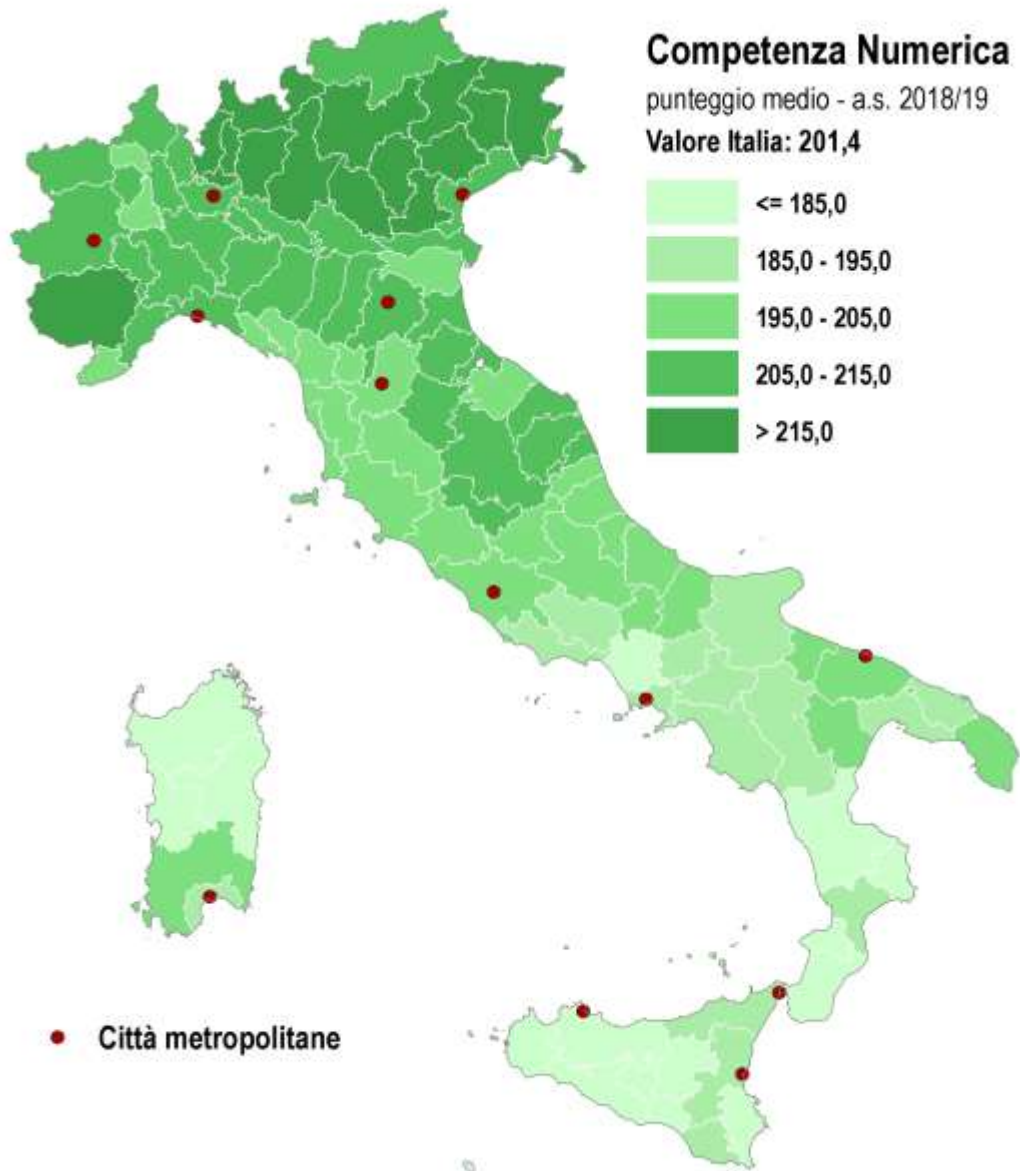 Competenza Numerica
punteggio medio - a.s. 2018/19
Valore Italia: 201,4
<= 185,0
185,0 - 195,0
195,0 - 205,0
205,0 - 215,0
> 215,0
Città metropolitane